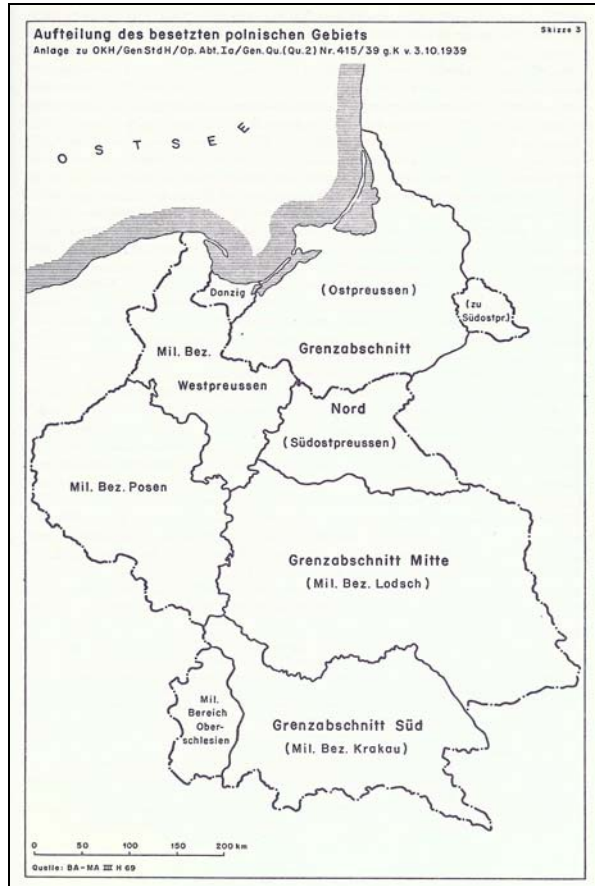 Aufteilung des besetzten polnischen Gebiets
Skizze 3
Anlage zu OKH/GenStdH/Op. Abt. Ia/Gen. Qu. (Qu. 2) Nr. 415/39 g.K v. 3.10.1939
OSTSEE
Danzig
(Ostpreussen)
(zu
Südostpr.)
Mil. Bez.
Grenzabschnitt
Westpreussen
Nord
(Südostpreussen)
Mil. Bez. Posen
Grenzabschnitt Mitte
(Mil. Bez. Lodsch)
Mil.
Bereich
Ober-
schlesien
Grenzabschnitt Süd
(Mil. Bez. Krakau)
0 50 100 150 200 km
Quelle: BA-MA III H 69